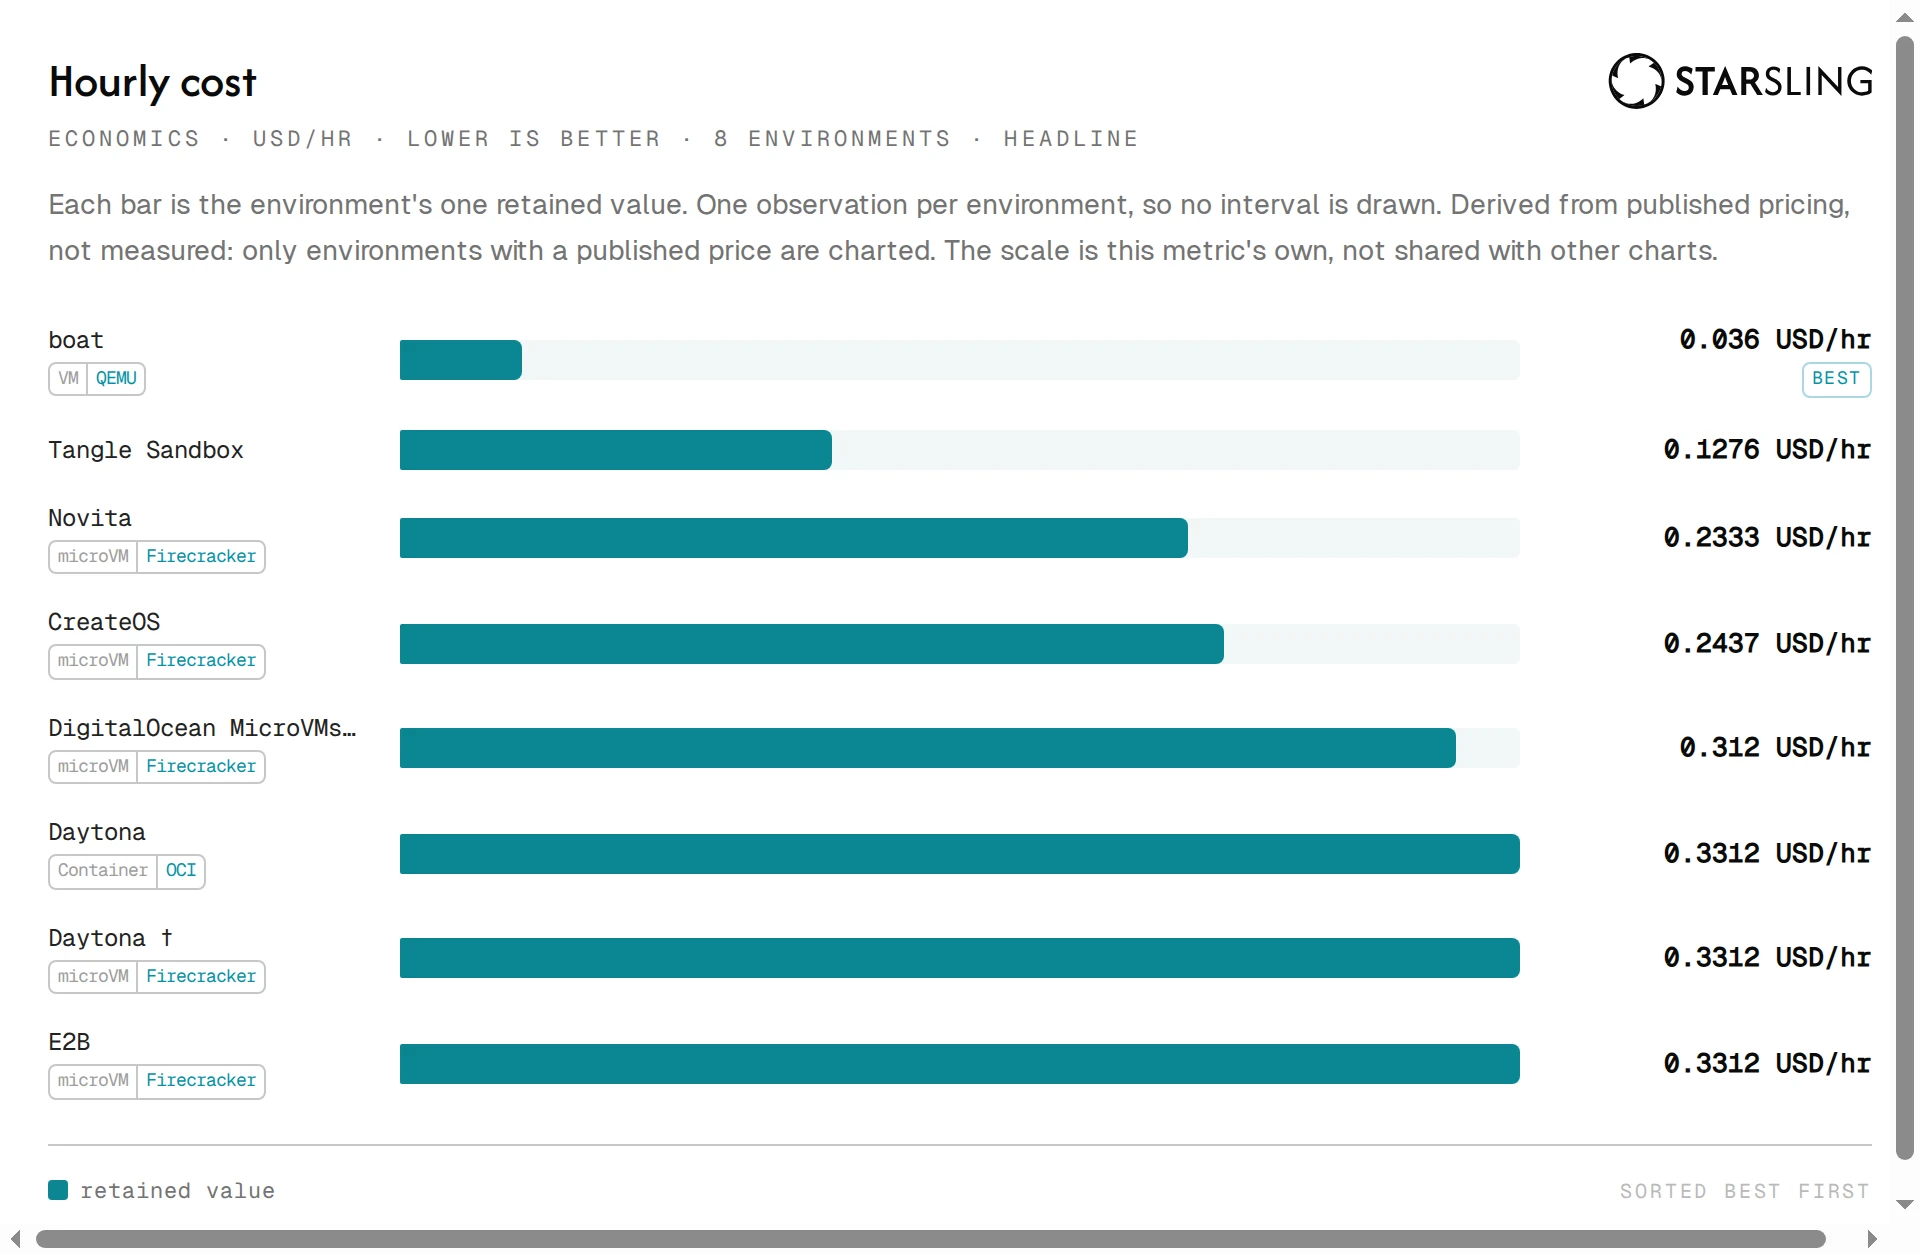 Hourly cost
STARSLING
ECONOMICS · USD/HR · LOWER IS BETTER · 8 ENVIRONMENTS · HEADLINE
Each bar is the environment's one retained value. One observation per environment, so no interval is drawn. Derived from published pricing,
not measured: only environments with a published price are charted. The scale is this metric's own, not shared with other charts.
boat
0.036 USD/hr
VM QEMU
BEST
Tangle Sandbox
0.1276 USD/hr
Novita
0.2333 USD/hr
microVM Firecracker
CreateOS
0.2437 USD/hr
microVM Firecracker
DigitalOcean MicroVMs…
0.312 USD/hr
microVM Firecracker
Daytona
0.3312 USD/hr
Container OCI
Daytona †
0.3312 USD/hr
microVM Firecracker
E2B
0.3312 USD/hr
microVM Firecracker
retained value
SORTED BEST FIRST